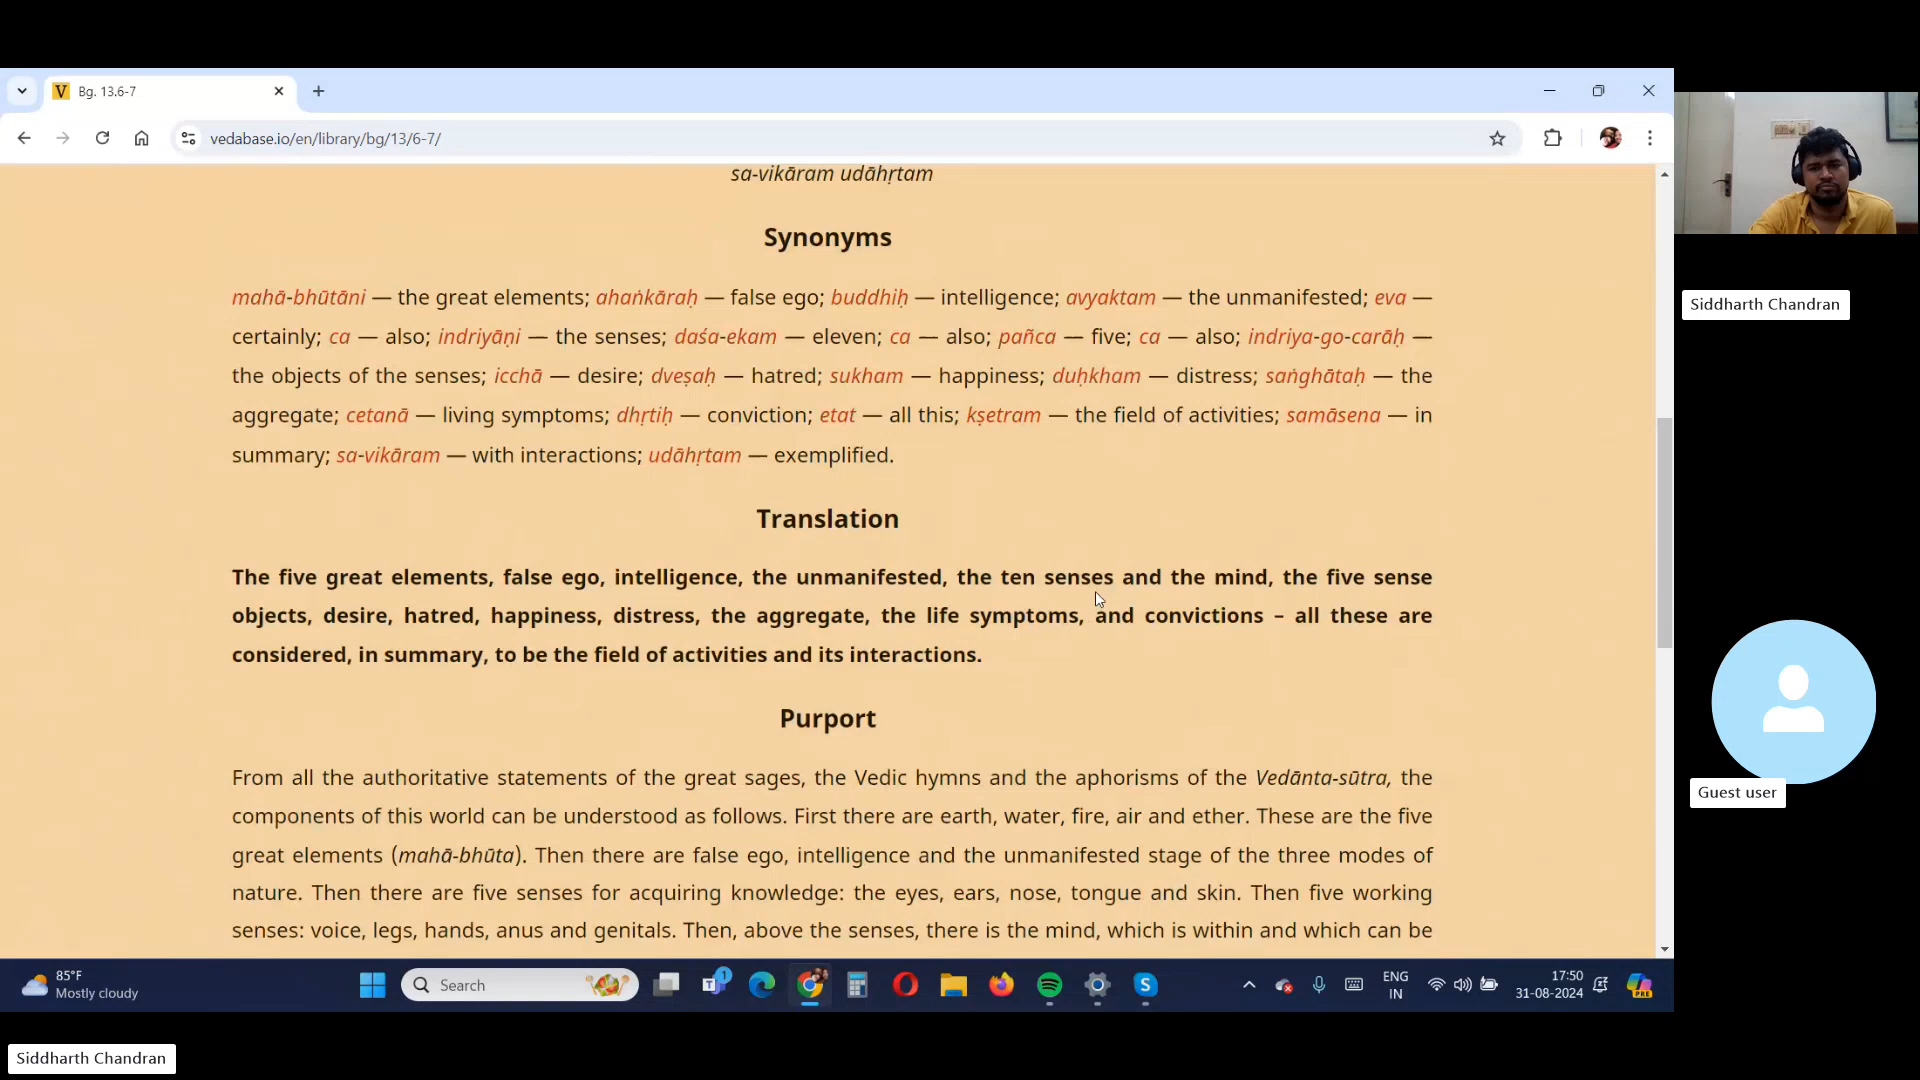 Bg. 13.6-7
vedabase.io/en/library/bg/13/6-7/
sa-vikāram udāhṛtam
Synonyms
mahā-bhūtāni — the great elements; ahaṅkāraḥ — false ego; buddhiḥ — intelligence; avyaktam — the unmanifested; eva —
certainly; ca — also; indriyāṇi — the senses; daśa-ekam — eleven; ca — also; pañca — five; ca — also; indriya-go-carāḥ —
the objects of the senses; icchā — desire; dveṣaḥ — hatred; sukham — happiness; duḥkham — distress; saṅghātaḥ — the
aggregate; cetanā — living symptoms; dhṛtiḥ — conviction; etat — all this; kṣetram — the field of activities; samāsena — in
summary; sa-vikāram — with interactions; udāhṛtam — exemplified.
Translation
The five great elements, false ego, intelligence, the unmanifested, the ten senses and the mind, the five sense
objects, desire, hatred, happiness, distress, the aggregate, the life symptoms, and convictions – all these are
considered, in summary, to be the field of activities and its interactions.
Purport
From all the authoritative statements of the great sages, the Vedic hymns and the aphorisms of the Vedānta-sūtra, the
components of this world can be understood as follows. First there are earth, water, fire, air and ether. These are the five
great elements (mahā-bhūta). Then there are false ego, intelligence and the unmanifested stage of the three modes of
nature. Then there are five senses for acquiring knowledge: the eyes, ears, nose, tongue and skin. Then five working
senses: voice, legs, hands, anus and genitals. Then, above the senses, there is the mind, which is within and which can be
85°F
Mostly cloudy
Search
1
ENG
IN
17:50
31-08-2024
PRE
Siddharth Chandran
Guest user
Siddharth Chandran